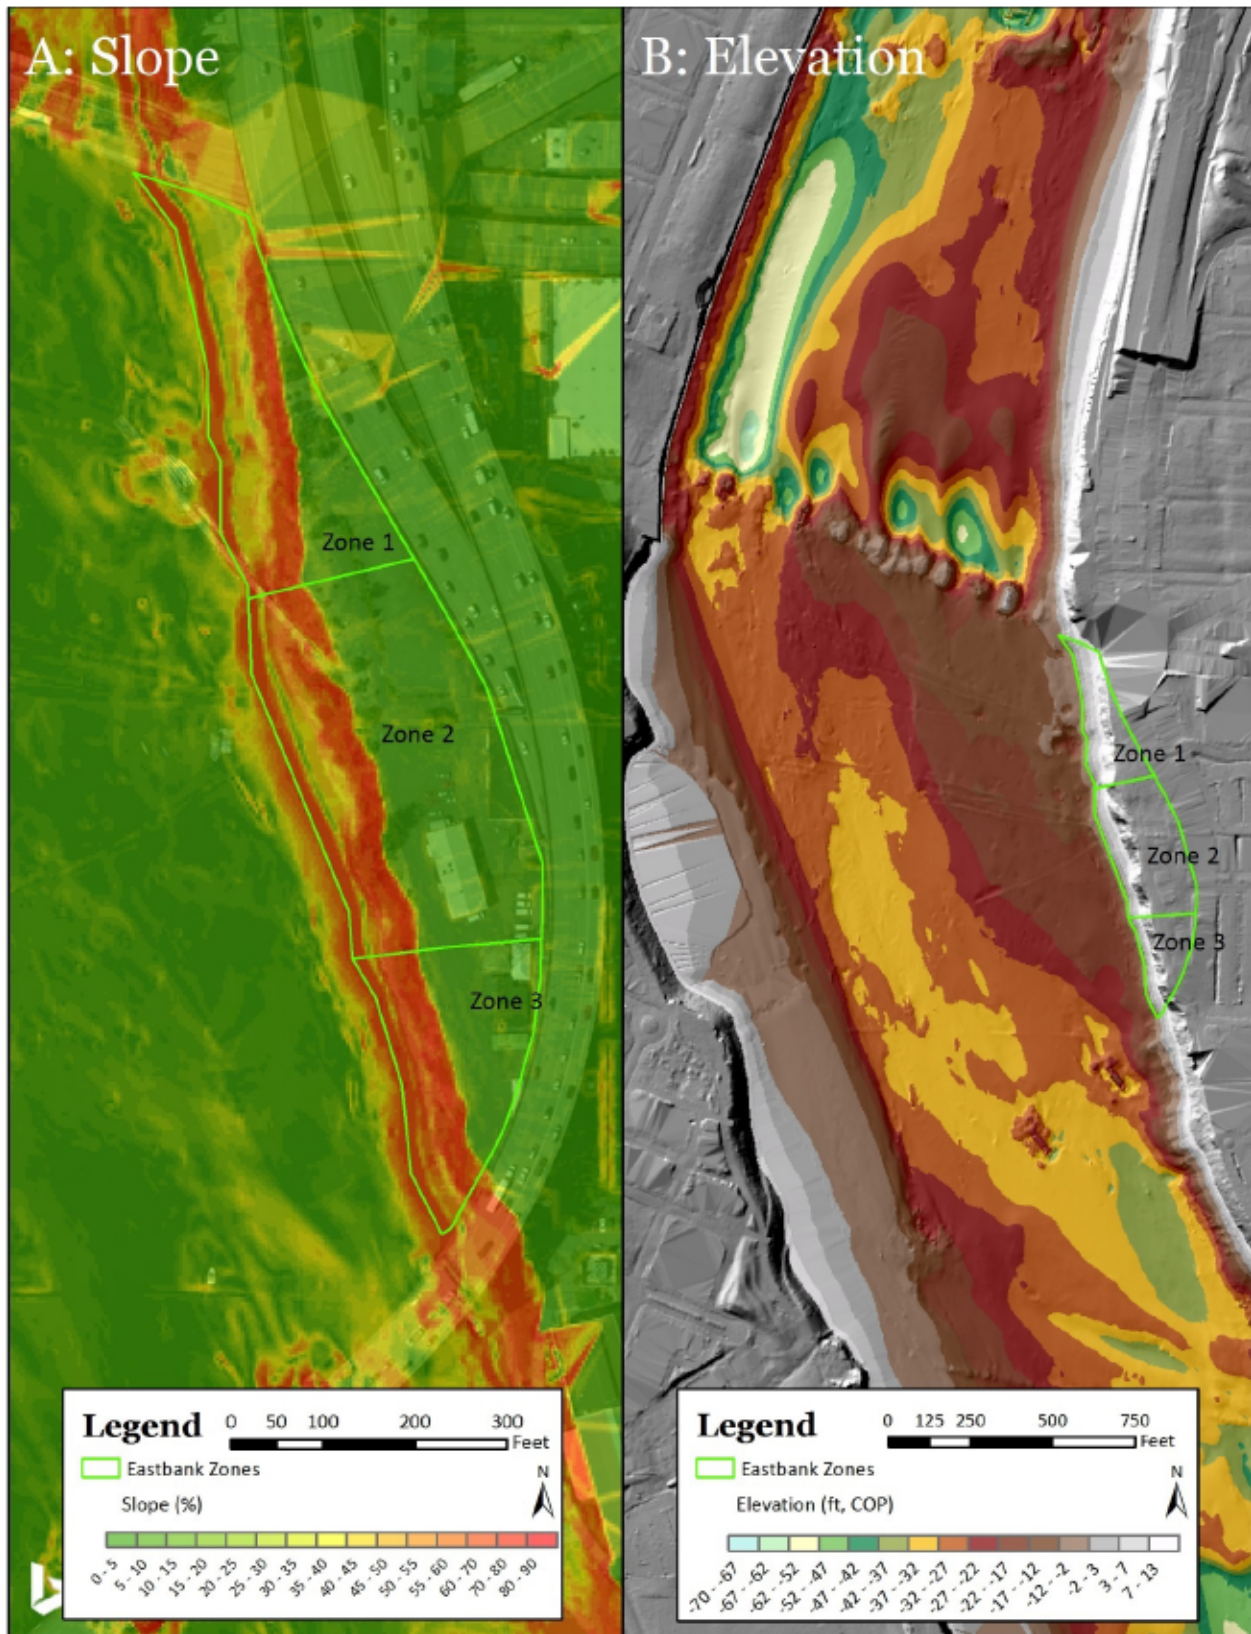 A: Slope
Zone 1
Zone 2
Zone 3
Legend
0 50 100 200 300
Feet
Eastbank Zones
N
Slope (%)
0 - 5
5 - 10
10 - 15
15 - 20
20 - 25
25 - 30
30 - 35
35 - 40
40 - 45
45 - 50
50 - 55
55 - 60
60 - 70
70 - 80
80 - 90
B: Elevation
Zone 1
Zone 2
Zone 3
Legend
0 125 250 500 750
Feet
Eastbank Zones
N
Elevation (ft, COP)
-70 - -67
-67 - -62
-62 - -52
-52 - -47
-47 - -42
-42 - -37
-37 - -32
-32 - -27
-27 - -22
-22 - -17
-17 - -12
-12 - -2
-2 - 3
3 - 7
7 - 13